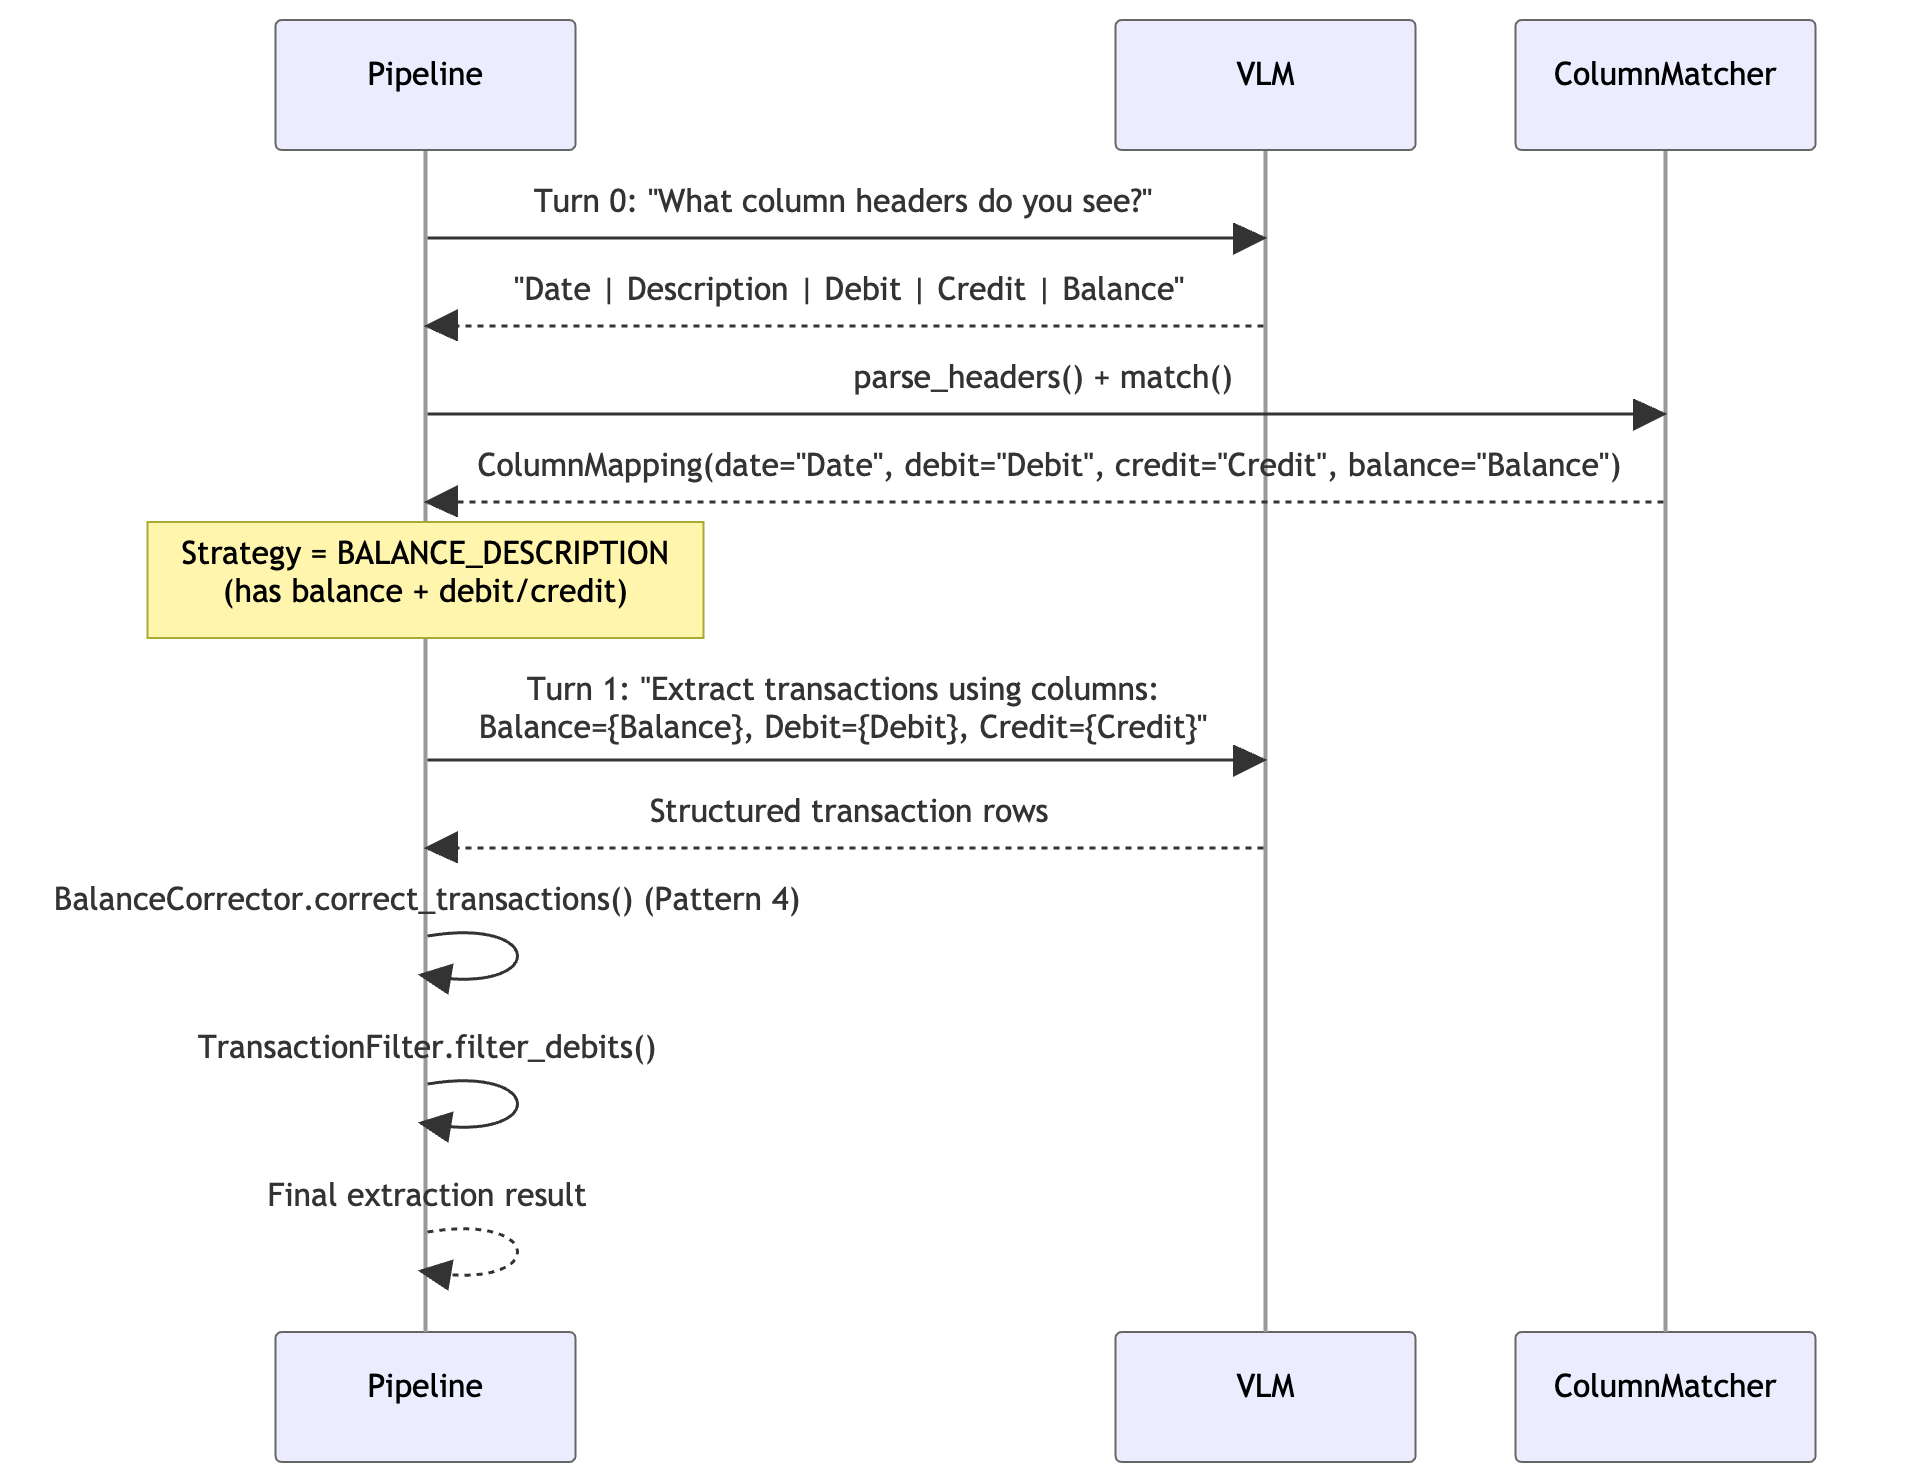 Pipeline
VLM
ColumnMatcher
Turn 0: "What column headers do you see?"
"Date | Description | Debit | Credit | Balance"
parse_headers() + match()
ColumnMapping(date="Date", debit="Debit", credit="Credit", balance="Balance")
Strategy = BALANCE_DESCRIPTION
(has balance + debit/credit)
Turn 1: "Extract transactions using columns:
Balance={Balance}, Debit={Debit}, Credit={Credit}"
Structured transaction rows
BalanceCorrector.correct_transactions() (Pattern 4)
TransactionFilter.filter_debits()
Final extraction result
Pipeline
VLM
ColumnMatcher